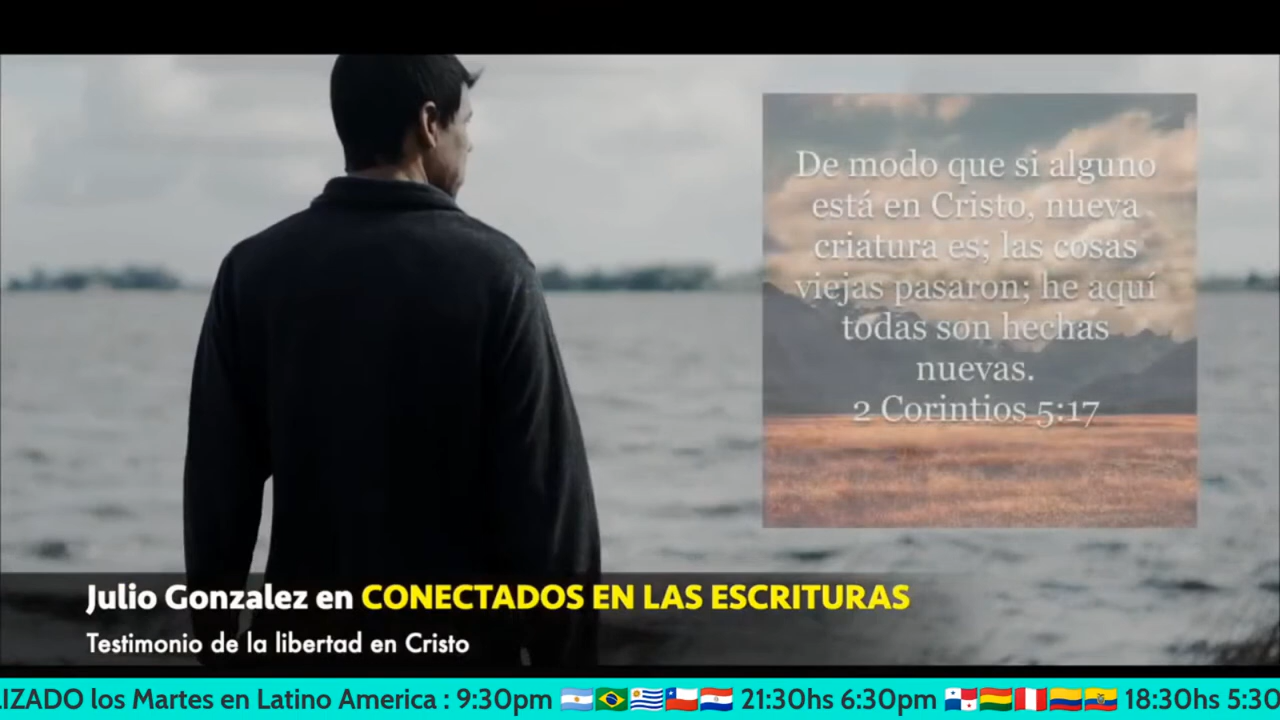 De modo que si alguno
está en Cristo, nueva
criatura es; las cosas
viejas pasaron; he aquí
todas son hechas
nuevas.
2 Corintios 5:17
Julio Gonzalez en CONECTADOS EN LAS ESCRITURAS
Testimonio de la libertad en Cristo
LIZADO los Martes en Latino America : 9:30pm 🇦🇷🇧🇷🇺🇾🇨🇱🇵🇾 21:30hs 6:30pm 🇵🇦🇧🇴🇵🇪🇨🇴🇪🇨 18:30hs 5:30